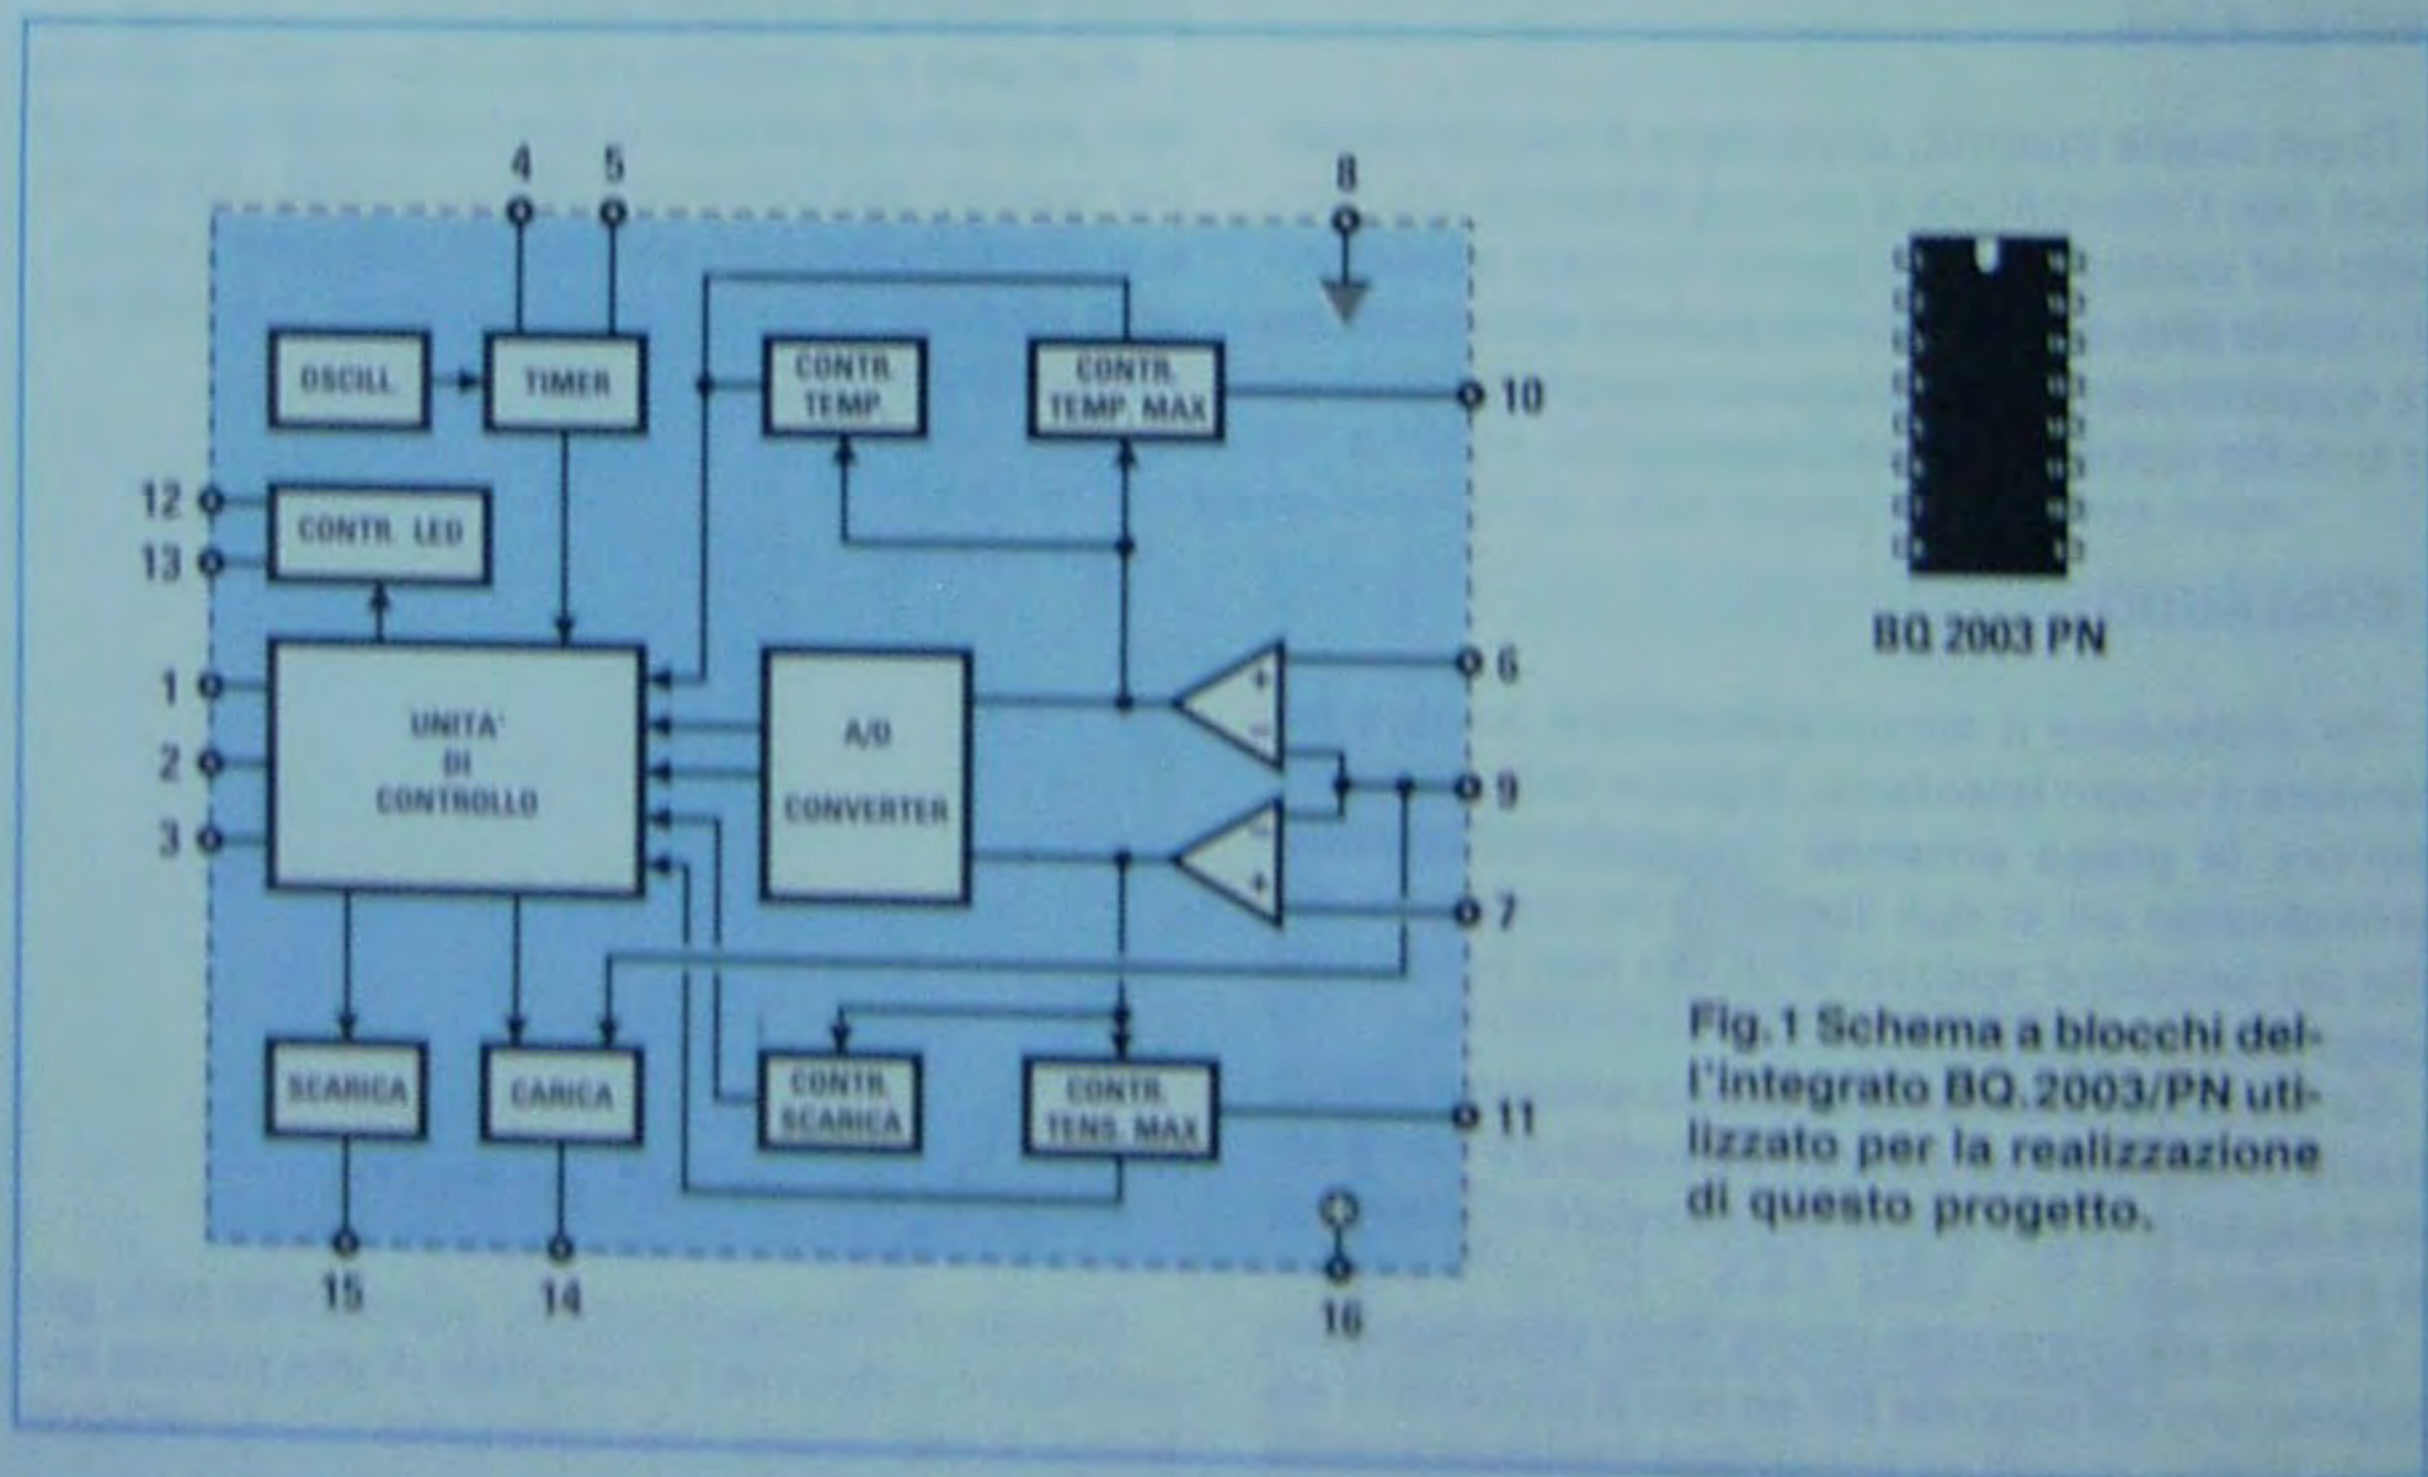 4 5 8
OSCILL.
TIMER
CONTR.
TEMP.
CONTR.
TEMP. MAX
10
12
CONTR. LED
13
BQ 2003 PN
6
1
UNITA'
DI
CONTROLLO
A/D
CONVERTER
+
−
2
9
3
−
+
7
SCARICA
CARICA
CONTR.
SCARICA
CONTR.
TENS. MAX
11
+
15 14 16
Fig.1 Schema a blocchi del-
l'integrato BQ.2003/PN uti-
lizzato per la realizzazione
di questo progetto.